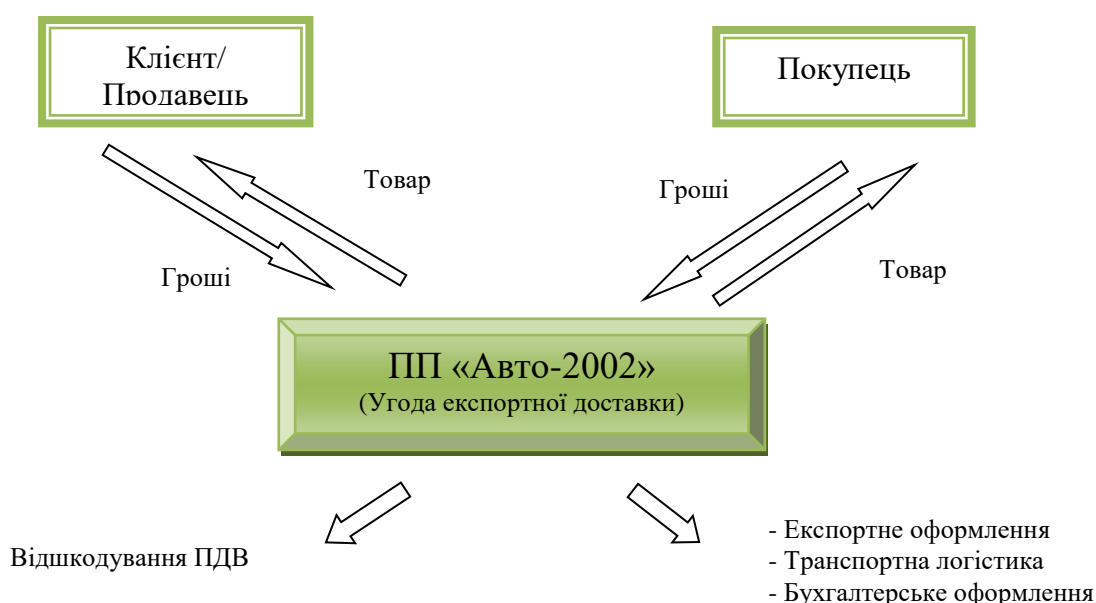 Клієнт/
Продавець
Покупець
Товар
Гроші
Гроші
Товар
ПП «Авто-2002»
(Угода експортної доставки)
Відшкодування ПДВ
- Експортне оформлення
- Транспортна логістика
- Бухгалтерське оформлення